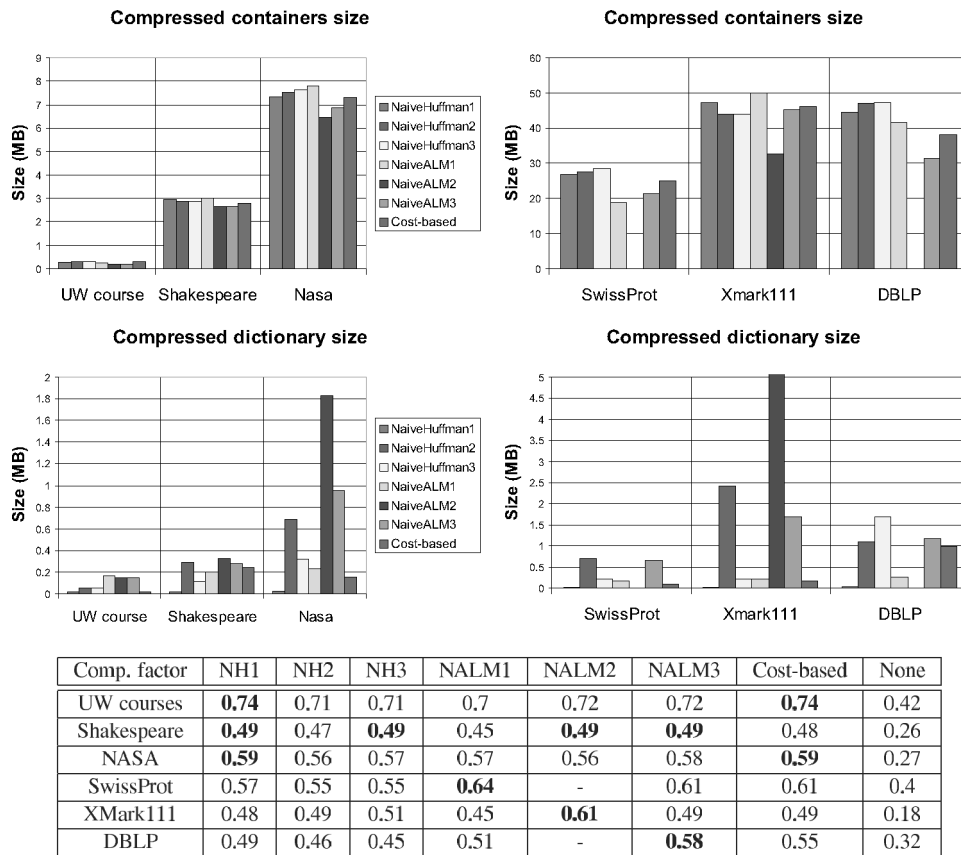 Compressed containers size
9
8
7
6
5
4
3
2
1
0
Size (MB)
UW course Shakespeare Nasa
NaiveHuffman1
NaiveHuffman2
NaiveHuffman3
NaiveALM1
NaiveALM2
NaiveALM3
Cost-based
Compressed containers size
60
50
40
30
20
10
0
Size (MB)
SwissProt Xmark111 DBLP
Compressed dictionary size
2
1.8
1.6
1.4
1.2
1
0.8
0.6
0.4
0.2
0
Size (MB)
UW course Shakespeare Nasa
NaiveHuffman1
NaiveHuffman2
NaiveHuffman3
NaiveALM1
NaiveALM2
NaiveALM3
Cost-based
Compressed dictionary size
5
4.5
4
3.5
3
2.5
2
1.5
1
0.5
0
Size (MB)
SwissProt Xmark111 DBLP
Comp. factor NH1 NH2 NH3 NALM1 NALM2 NALM3 Cost-based None
UW courses 0.74 0.71 0.71 0.7 0.72 0.72 0.74 0.42
Shakespeare 0.49 0.47 0.49 0.45 0.49 0.49 0.48 0.26
NASA 0.59 0.56 0.57 0.57 0.56 0.58 0.59 0.27
SwissProt 0.57 0.55 0.55 0.64 - 0.61 0.61 0.4
XMark111 0.48 0.49 0.51 0.45 0.61 0.49 0.49 0.18
DBLP 0.49 0.46 0.45 0.51 - 0.58 0.55 0.32